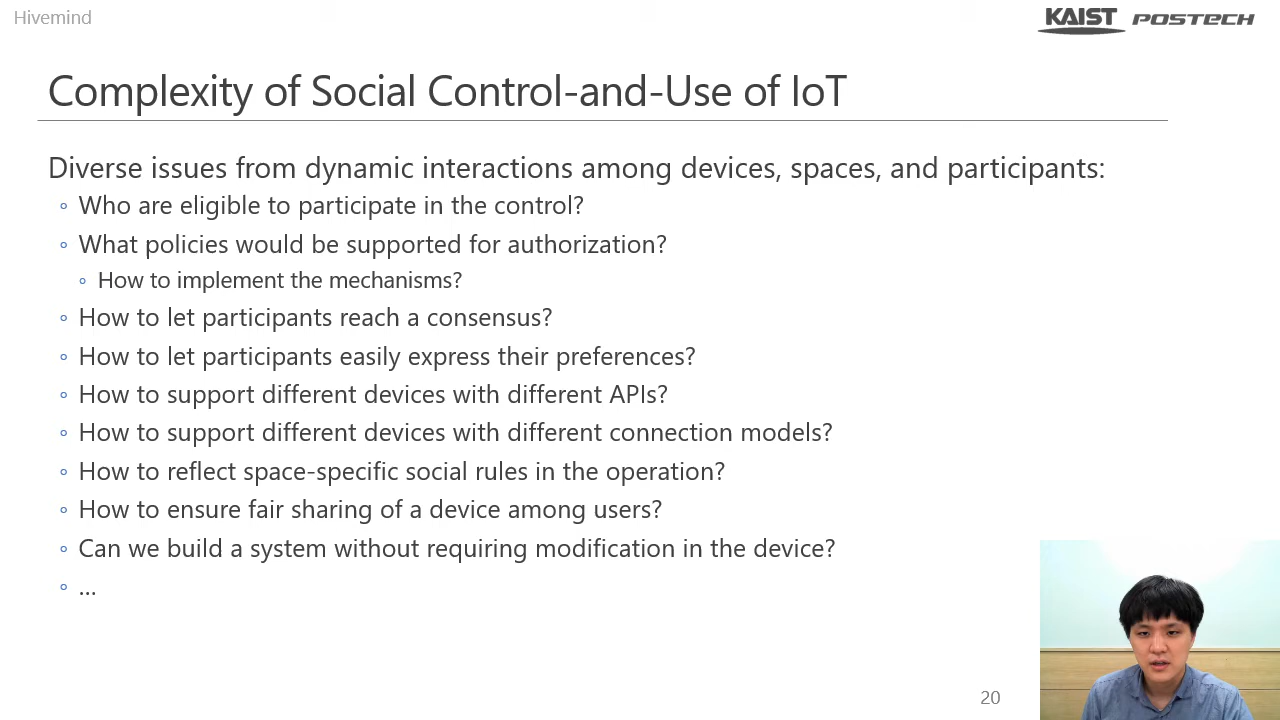 Hivemind
KAIST POSTECH
Complexity of Social Control-and-Use of IoT
Diverse issues from dynamic interactions among devices, spaces, and participants:
◦ Who are eligible to participate in the control?
◦ What policies would be supported for authorization?
◦ How to implement the mechanisms?
◦ How to let participants reach a consensus?
◦ How to let participants easily express their preferences?
◦ How to support different devices with different APIs?
◦ How to support different devices with different connection models?
◦ How to reflect space-specific social rules in the operation?
◦ How to ensure fair sharing of a device among users?
◦ Can we build a system without requiring modification in the device?
◦ ...
20